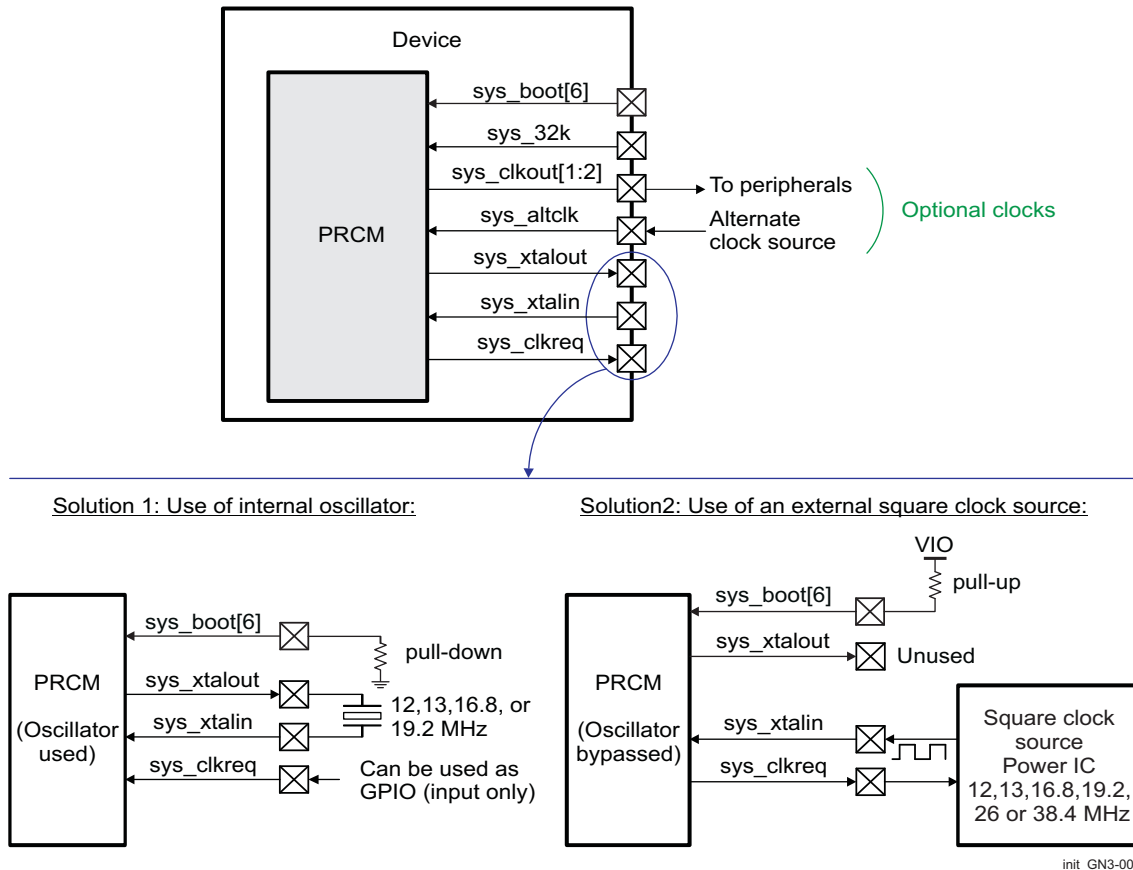 Device
PRCM
sys_boot[6]
sys_32k
sys_clkout[1:2]
sys_altclk
sys_xtalout
sys_xtalin
sys_clkreq
To peripherals
Alternate
clock source
Optional clocks
Solution 1: Use of internal oscillator:
PRCM
(Oscillator
used)
sys_boot[6]
sys_xtalout
sys_xtalin
sys_clkreq
pull-down
12,13,16.8, or
19.2 MHz
Can be used as
GPIO (input only)
Solution2: Use of an external square clock source:
VIO
pull-up
PRCM
(Oscillator
bypassed)
sys_boot[6]
sys_xtalout
Unused
sys_xtalin
sys_clkreq
Square clock
source
Power IC
12,13,16.8,19.2,
26 or 38.4 MHz
init_GN3-00